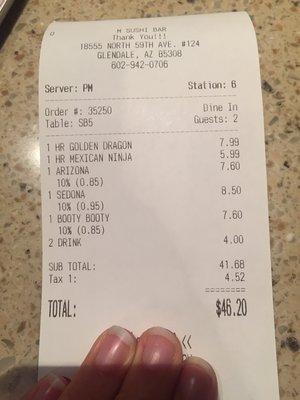 M SUSHI BAR
Thank You!!!
18555 NORTH 59TH AVE. #124
GLENDALE, AZ 85308
602-942-0706
Server: PM Station: 6
Order #: 35250 Dine In
Table: SB5 Guests: 2
1 HR GOLDEN DRAGON 7.99
1 HR MEXICAN NINJA 5.99
1 ARIZONA 7.60
10% (0.85)
1 SEDONA 8.50
10% (0.95)
1 BOOTY BOOTY 7.60
10% (0.85)
2 DRINK 4.00
SUB TOTAL: 41.68
Tax 1: 4.52
========
TOTAL: $46.20
<<